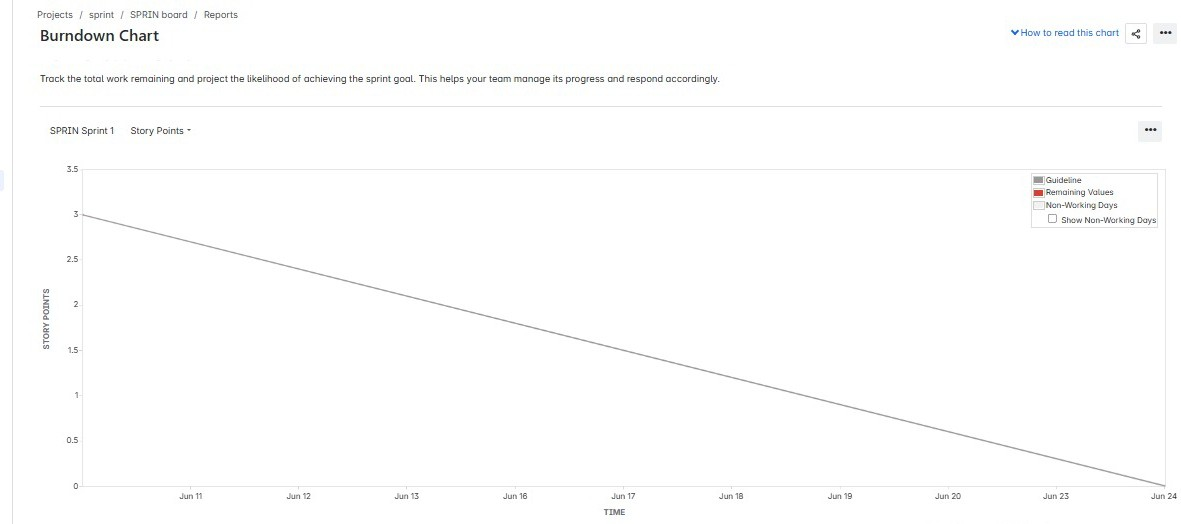 Projects / sprint / SPRIN board / Reports
Burndown Chart
How to read this chart
Track the total work remaining and project the likelihood of achieving the sprint goal. This helps your team manage its progress and respond accordingly.
SPRIN Sprint 1 Story Points
Guideline
Remaining Values
Non-Working Days
Show Non-Working Days
STORY POINTS
3.5
3
2.5
2
1.5
1
0.5
0
Jun 11 Jun 12 Jun 13 Jun 16 Jun 17 Jun 18 Jun 19 Jun 20 Jun 23 Jun 24
TIME